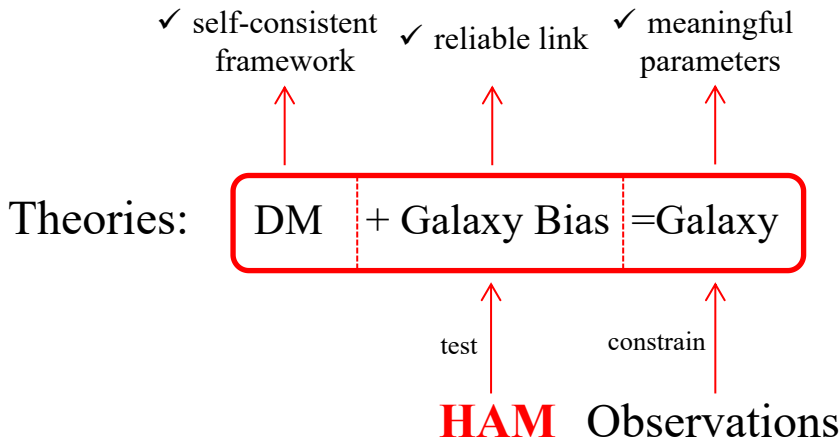 ✓ self-consistent
framework
✓ reliable link
✓ meaningful
parameters
Theories: DM + Galaxy Bias =Galaxy
test
constrain
HAM Observations